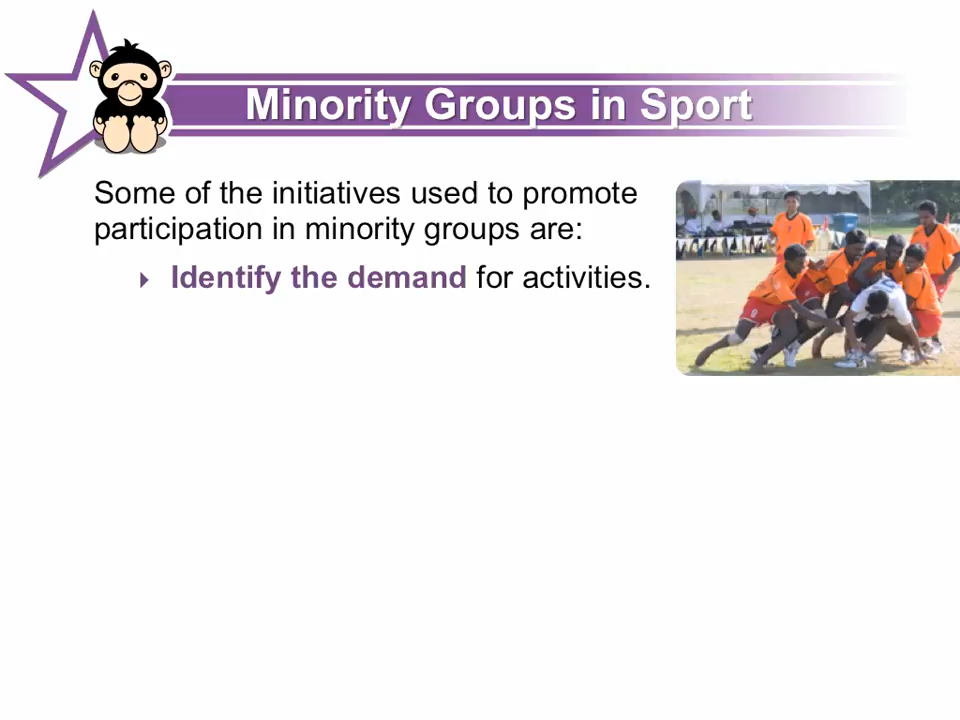 Minority Groups in Sport
Some of the initiatives used to promote
participation in minority groups are:
Identify the demand for activities.